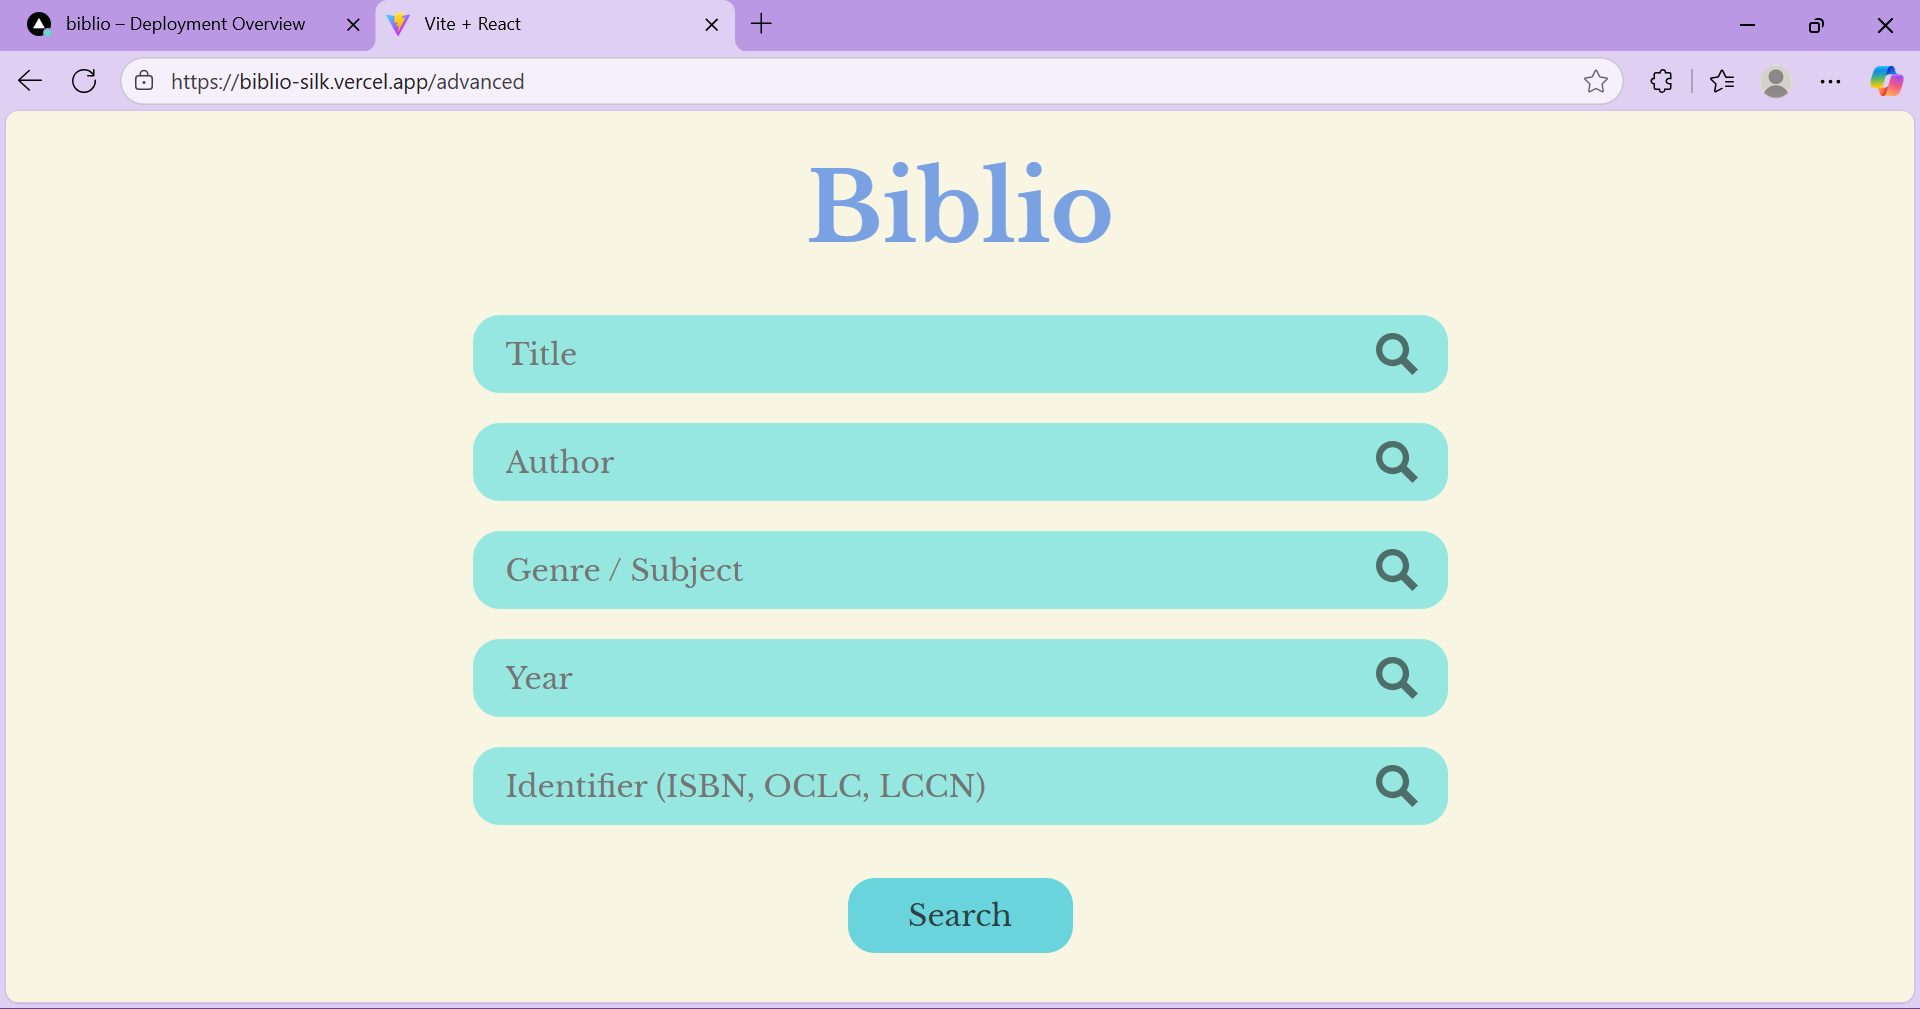 biblio – Deployment Overview
Vite + React
https://biblio-silk.vercel.app/advanced
Biblio
Title
Author
Genre / Subject
Year
Identifier (ISBN, OCLC, LCCN)
Search